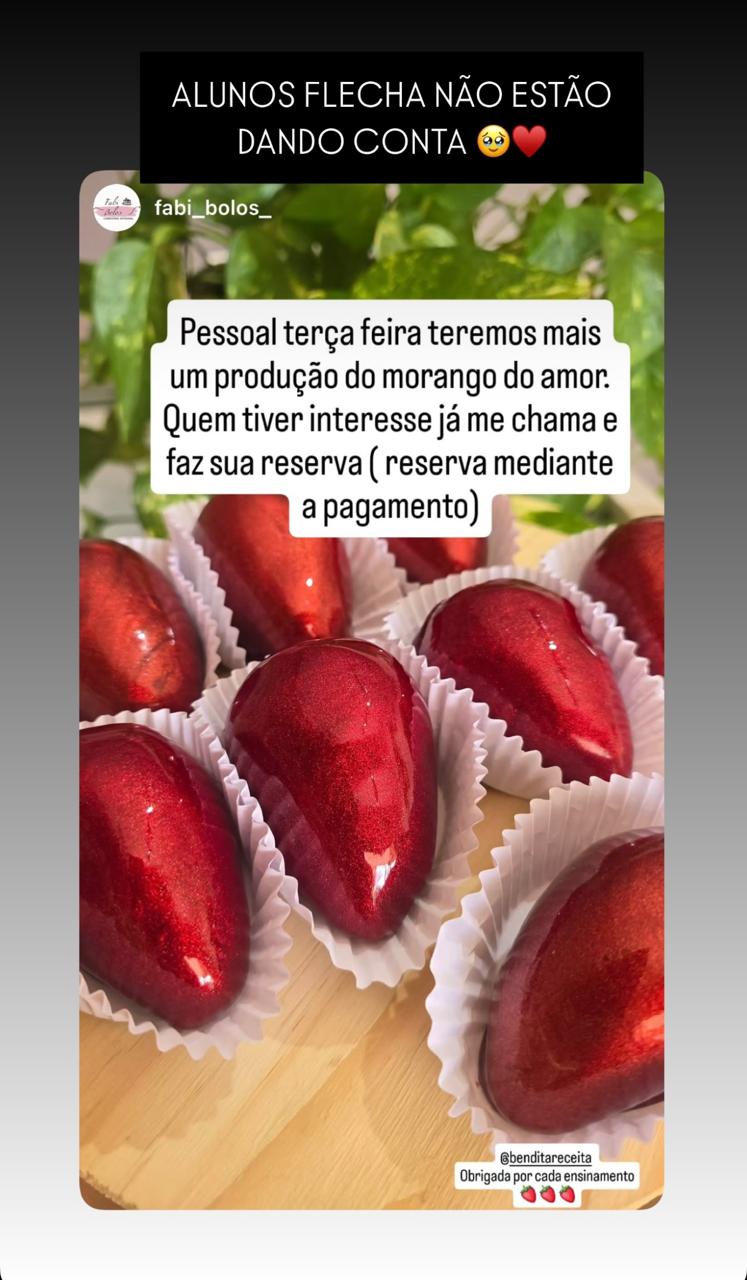 ALUNOS FLECHA NÃO ESTÃO
DANDO CONTA 🥹♥️
Fabi
Bolos
fabi_bolos_
Pessoal terça feira teremos mais
um produção do morango do amor.
Quem tiver interesse já me chama e
faz sua reserva ( reserva mediante
a pagamento)
@benditareceita
Obrigada por cada ensinamento
🍓🍓🍓